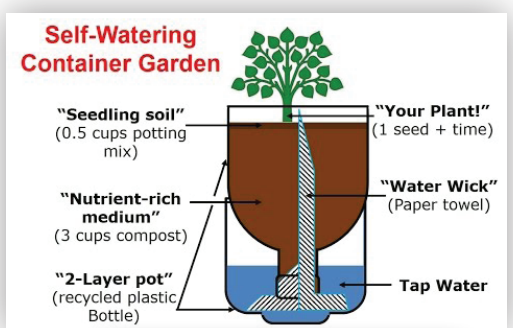 Self-Watering
Container Garden
“Seedling soil”
(0.5 cups potting
mix)
“Nutrient-rich
medium”
(3 cups compost)
“2-Layer pot”
(recycled plastic
Bottle)
“Your Plant!”
(1 seed + time)
“Water Wick”
(Paper towel)
Tap Water